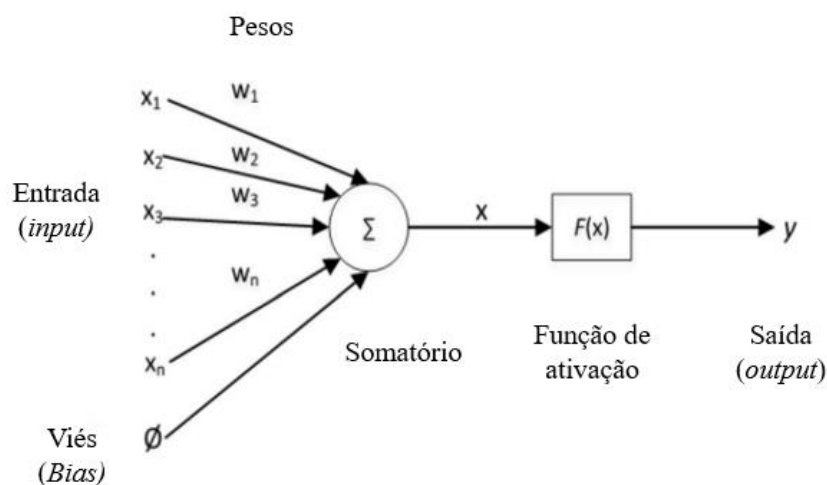 Pesos
x₁
w₁
x₂
w₂
Entrada
(input)
x₃
w₃
.
.
.
wₙ
xₙ
Viés
(Bias)
Ø
Σ
Somatório
x
F(x)
Função de
ativação
y
Saída
(output)